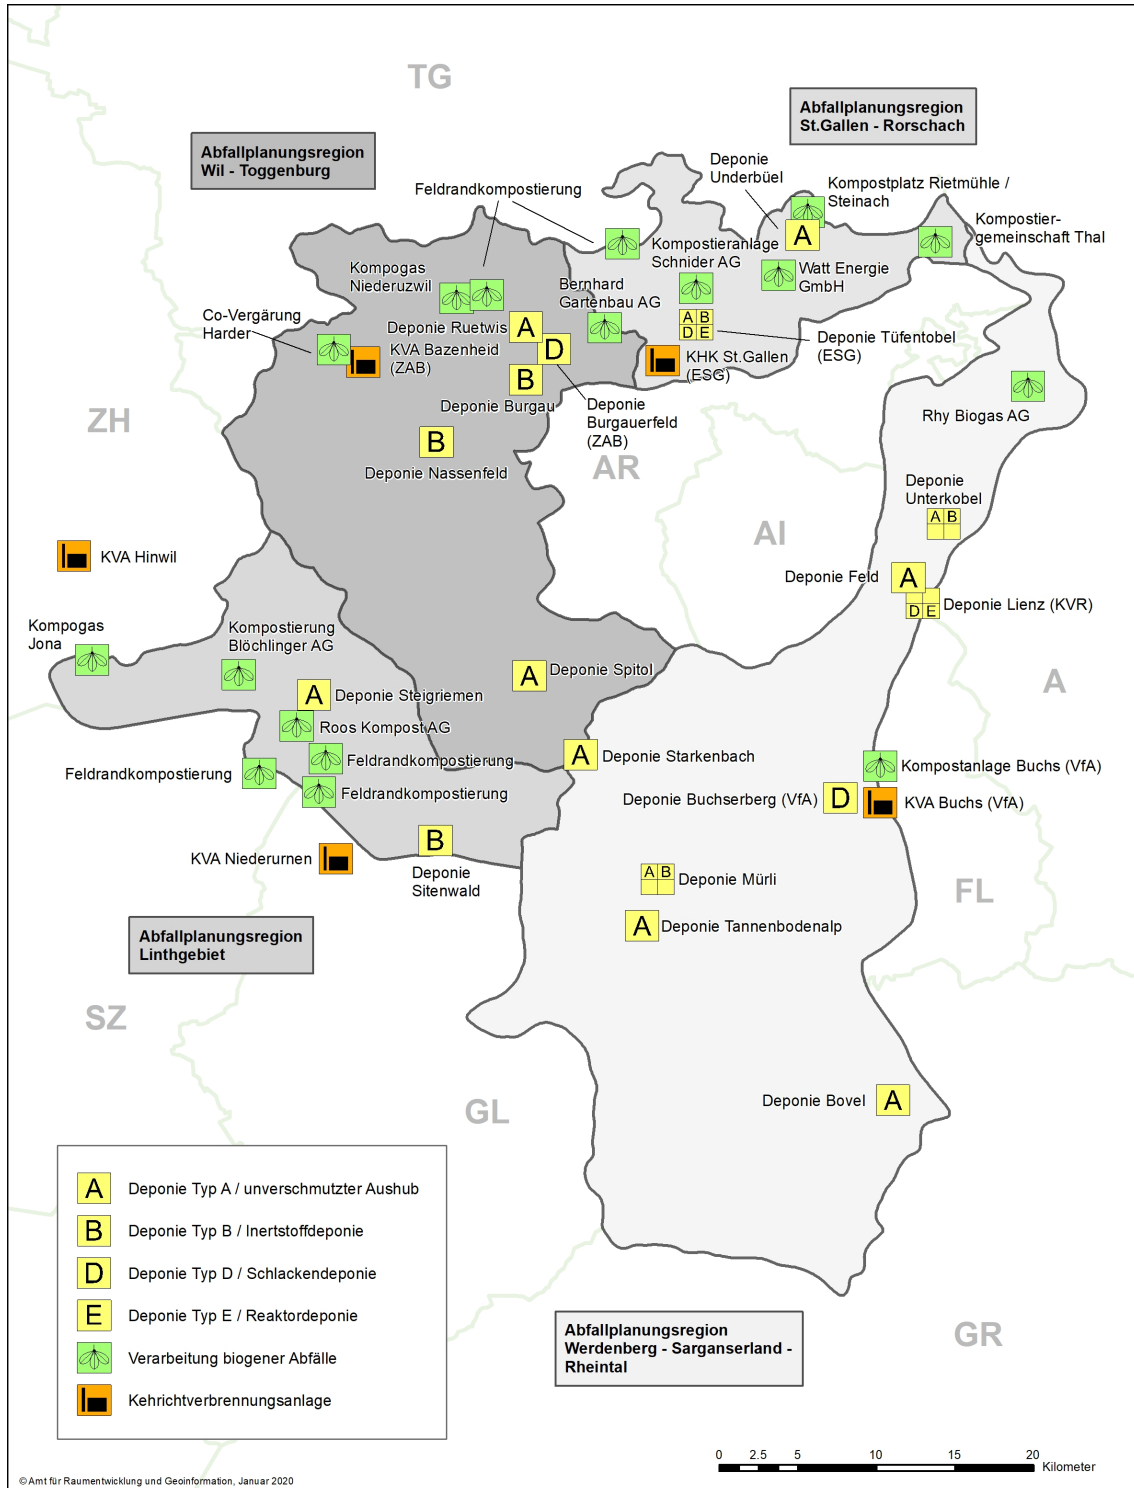 TG
Abfallplanungsregion
St.Gallen - Rorschach
Abfallplanungsregion
Wil - Toggenburg
Deponie
Underbüel
Kompostplatz Rietmühle /
Steinach
Feldrandkompostierung
Kompostier-
gemeinschaft Thal
A
Kompostieranlage
Schnider AG
Kompogas
Niederuzwil
Watt Energie
GmbH
Bernhard
Gartenbau AG
Co-Vergärung
Harder
Deponie Ruetwis
A
A B
D E
Deponie Tüfentobel
(ESG)
KVA Bazenheid
(ZAB)
D
KHK St.Gallen
(ESG)
B
Deponie Burgau
Deponie
Burgauerfeld
(ZAB)
Rhy Biogas AG
ZH
B
Deponie Nassenfeld
AR
Deponie
Unterkobel
A B
AI
KVA Hinwil
Deponie Feld
A
D E
Deponie Lienz (KVR)
Kompogas
Jona
Kompostierung
Blöchlinger AG
A
Deponie Spitol
A
A
Deponie Steigriemen
Roos Kompost AG
A
Deponie Starkenbach
Feldrandkompostierung
Feldrandkompostierung
Kompostanlage Buchs (VfA)
Feldrandkompostierung
Deponie Buchserberg (VfA)
D
KVA Buchs (VfA)
B
KVA Niederurnen
Deponie
Sitenwald
A B
Deponie Mürli
FL
A
Deponie Tannenbodenalp
Abfallplanungsregion
Linthgebiet
SZ
GL
Deponie Bovel
A
A
Deponie Typ A / unverschmutzter Aushub
B
Deponie Typ B / Inertstoffdeponie
D
Deponie Typ D / Schlackendeponie
E
Deponie Typ E / Reaktordeponie
Verarbeitung biogener Abfälle
Kehrichtverbrennungsanlage
Abfallplanungsregion
Werdenberg - Sarganserland -
Rheintal
GR
0 2.5 5 10 15 20
Kilometer
© Amt für Raumentwicklung und Geoinformation, Januar 2020